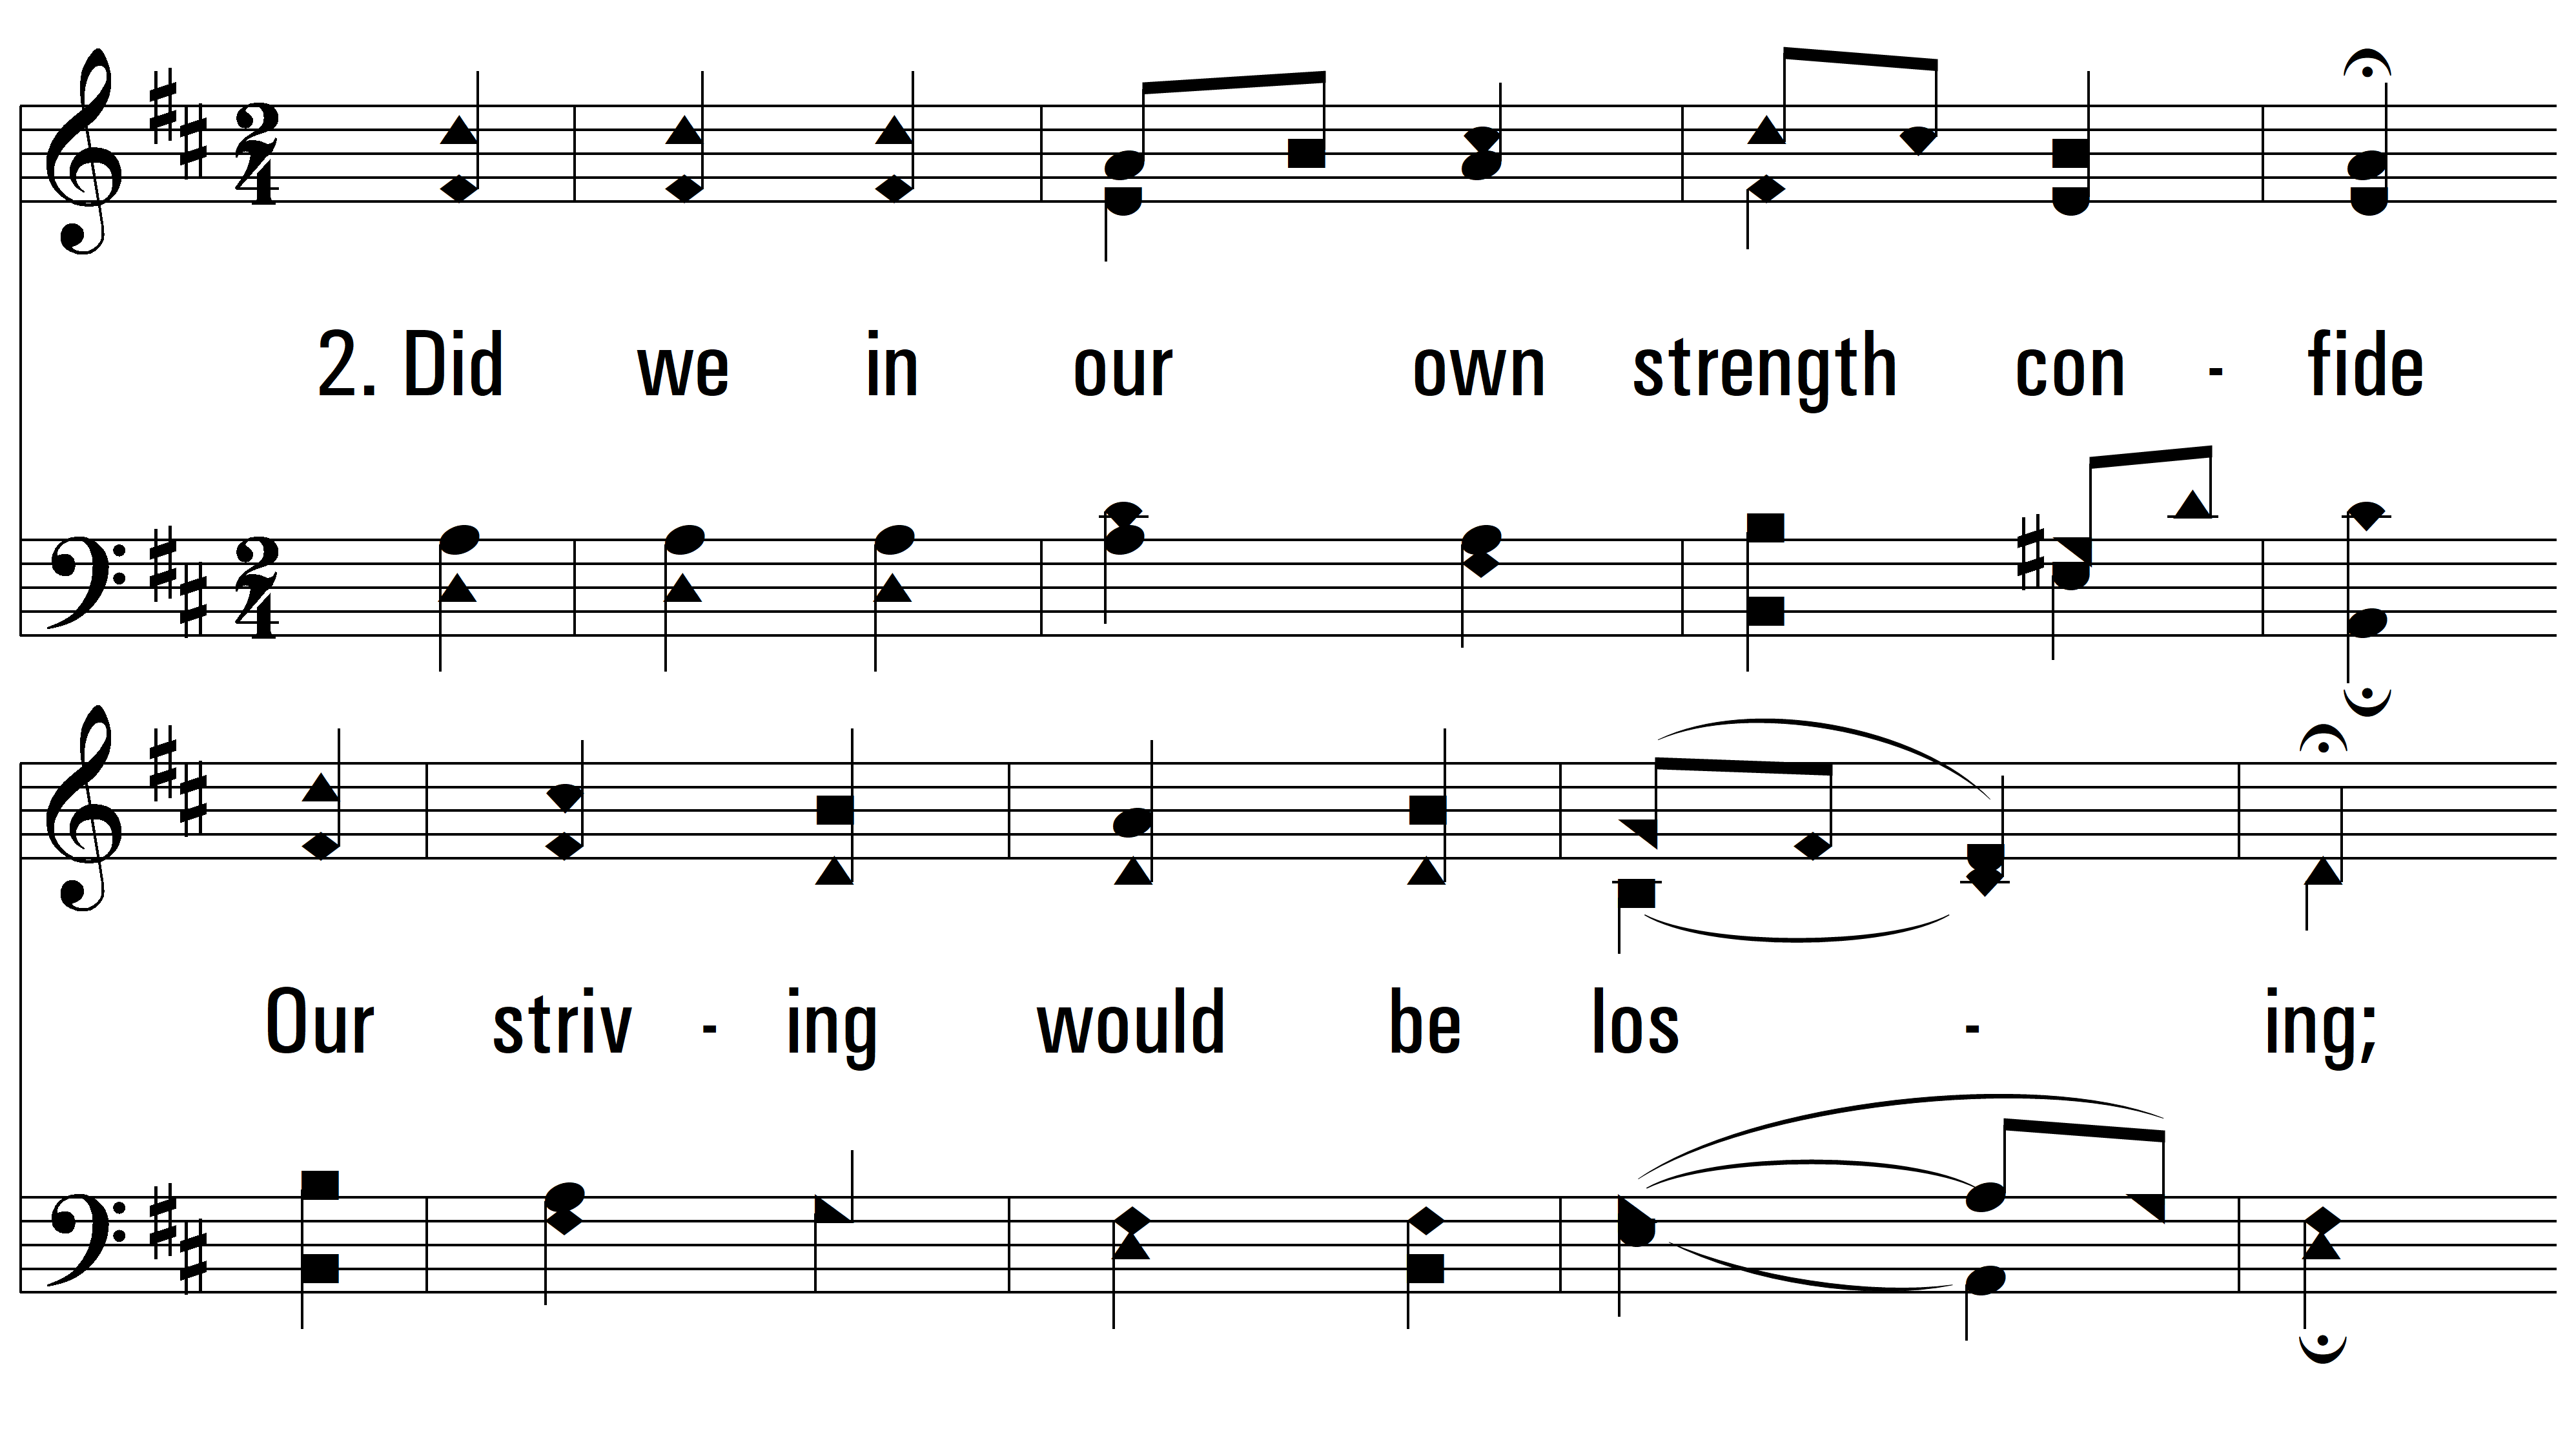 2. Did we in our own strength con - fide
Our striv - ing would be los - ing;